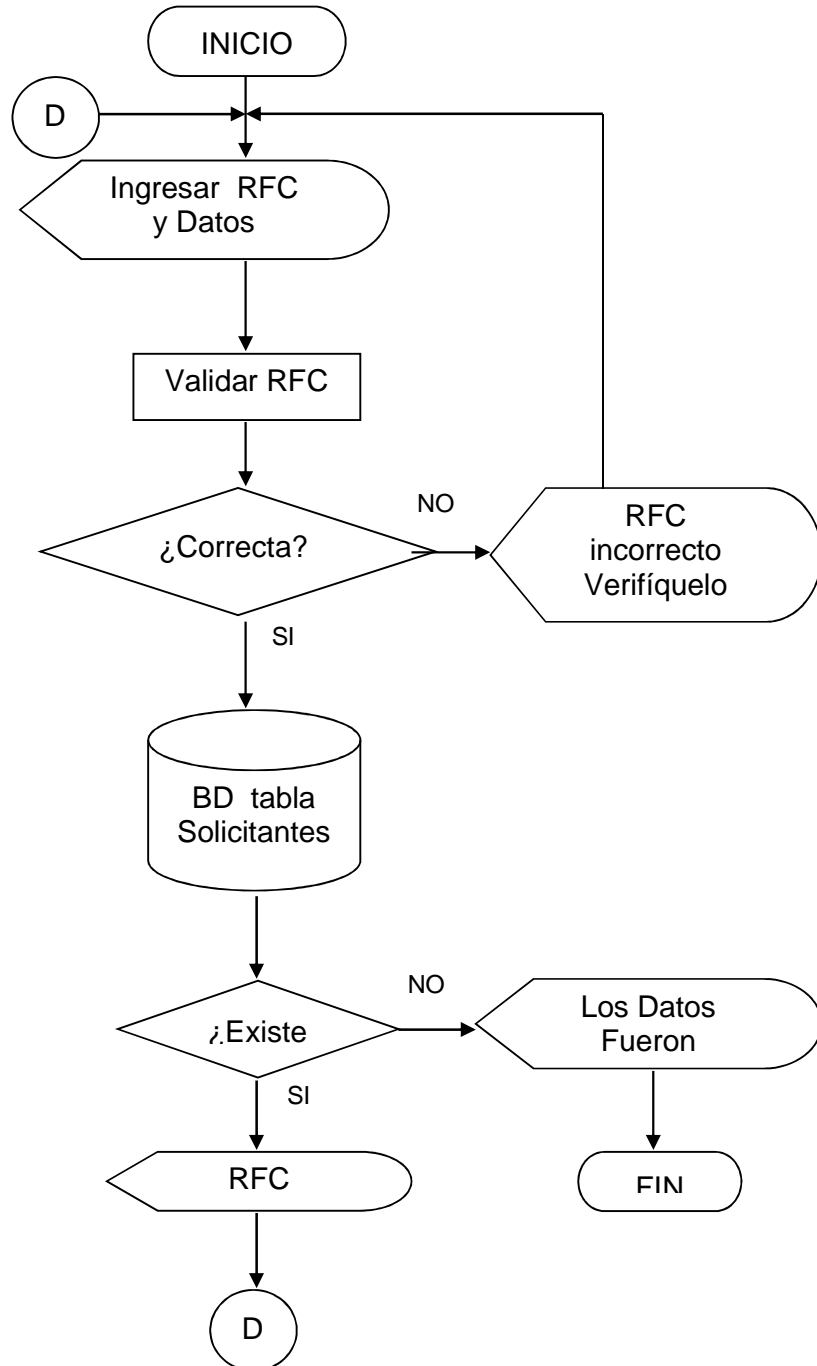 INICIO
D
Ingresar RFC
y Datos
Validar RFC
¿Correcta?
NO
RFC
incorrecto
Verifíquelo
SI
BD tabla
Solicitantes
¿Existe
NO
Los Datos
Fueron
SI
RFC
FIN
D